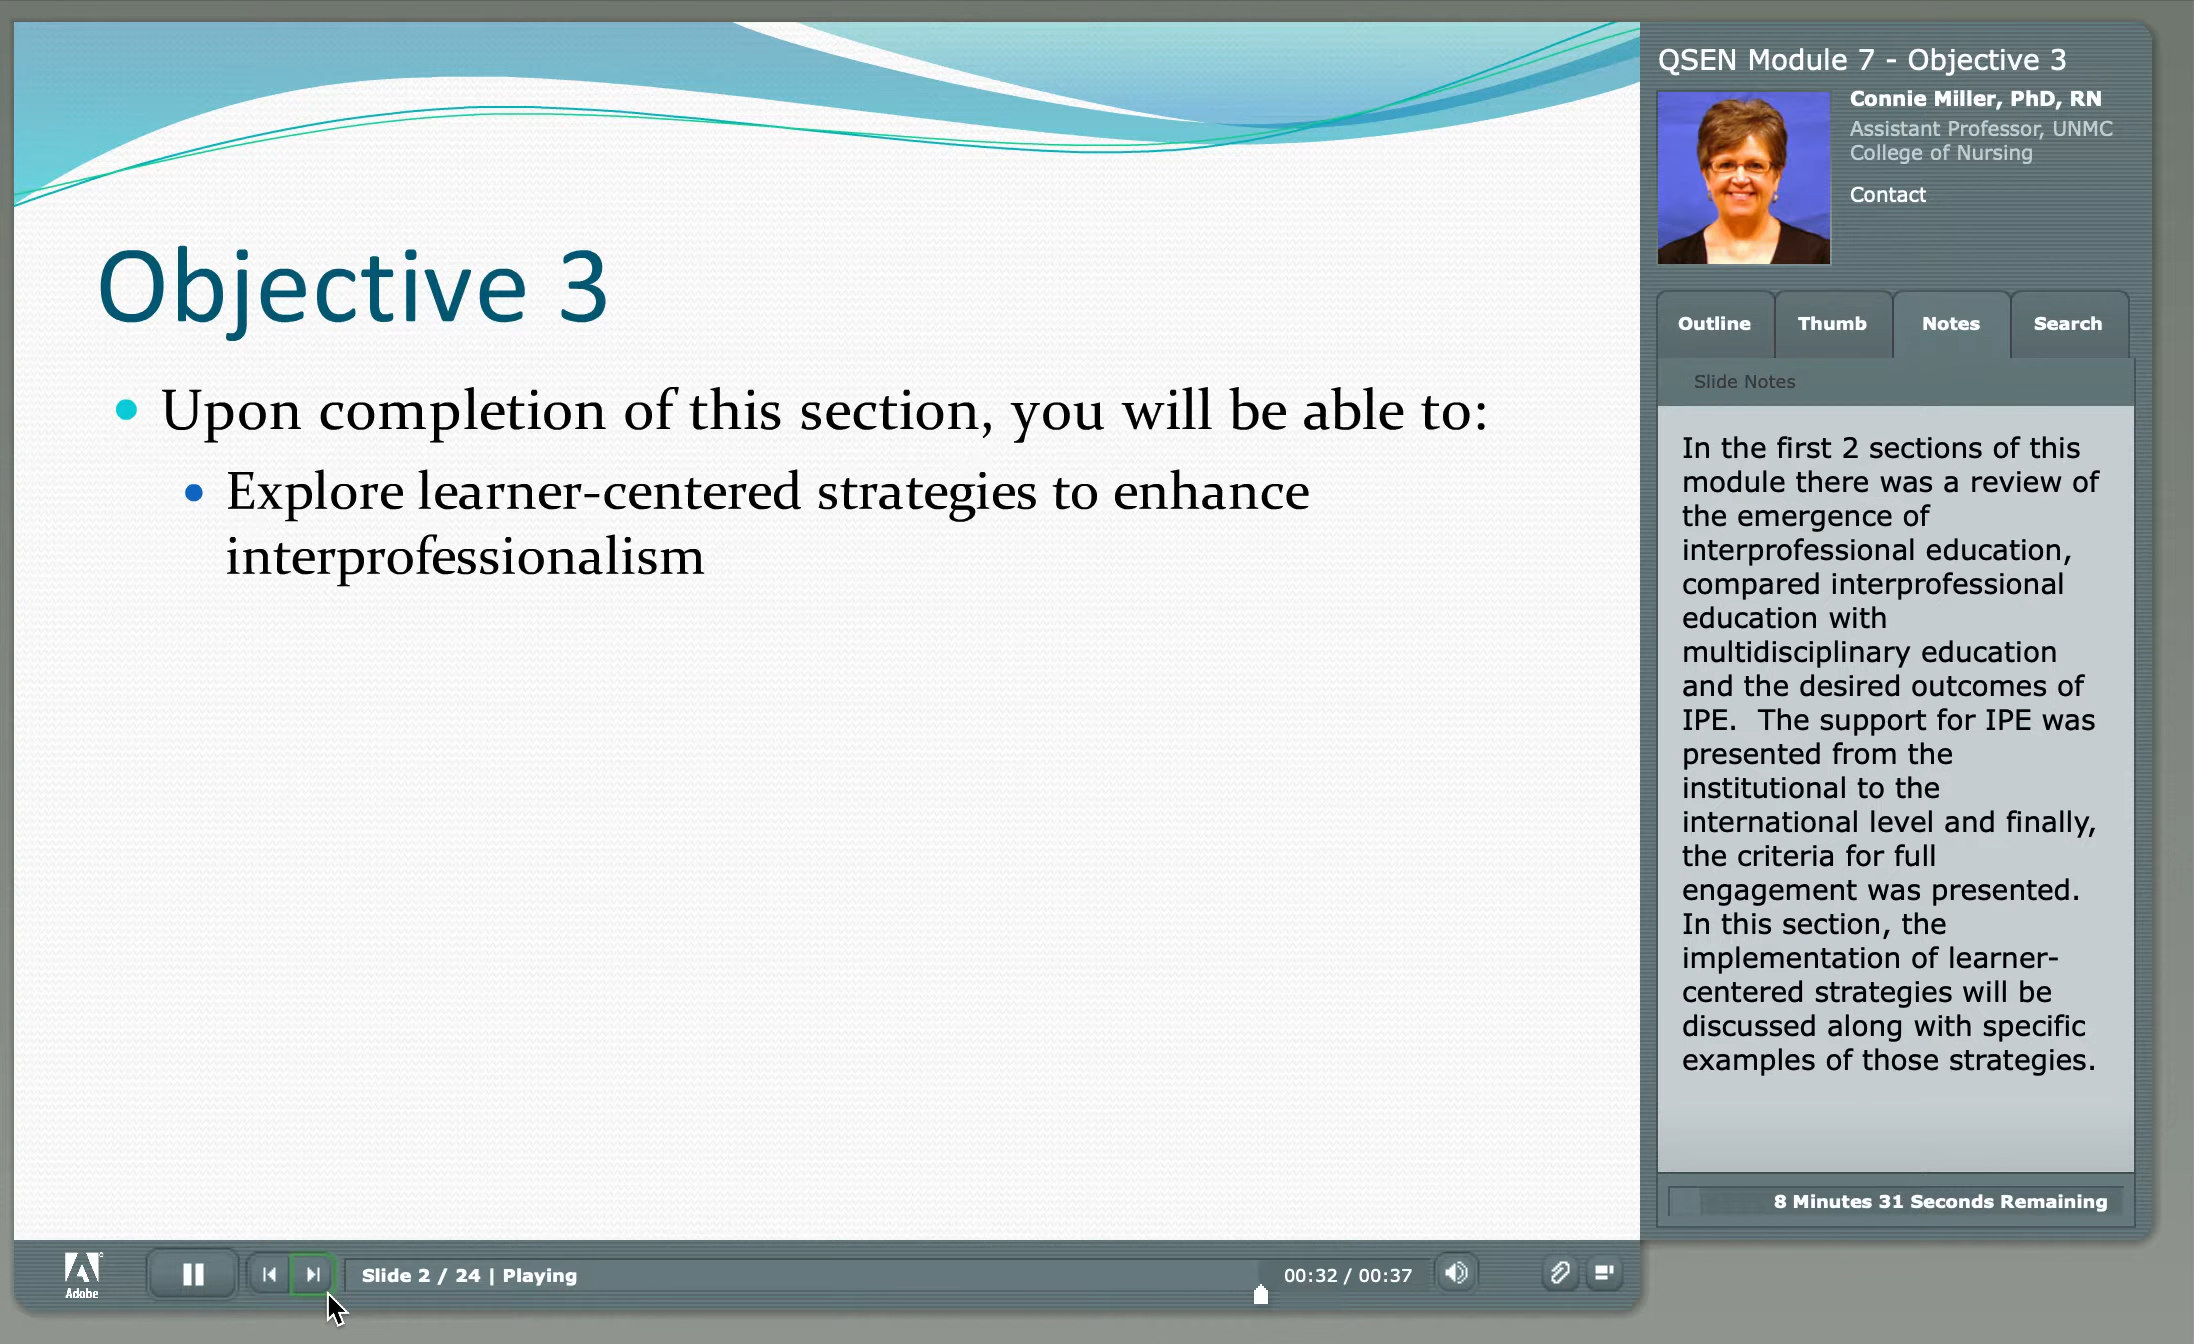 Objective 3
Upon completion of this section, you will be able to:
Explore learner-centered strategies to enhance
interprofessionalism
QSEN Module 7 - Objective 3
Connie Miller, PhD, RN
Assistant Professor, UNMC
College of Nursing
Contact
Outline Thumb Notes Search
Slide Notes
In the first 2 sections of this
module there was a review of
the emergence of
interprofessional education,
compared interprofessional
education with
multidisciplinary education
and the desired outcomes of
IPE.  The support for IPE was
presented from the
institutional to the
international level and finally,
the criteria for full
engagement was presented.
In this section, the
implementation of learner-
centered strategies will be
discussed along with specific
examples of those strategies.
8 Minutes 31 Seconds Remaining
Adobe
Slide 2 / 24 | Playing
00:32 / 00:37